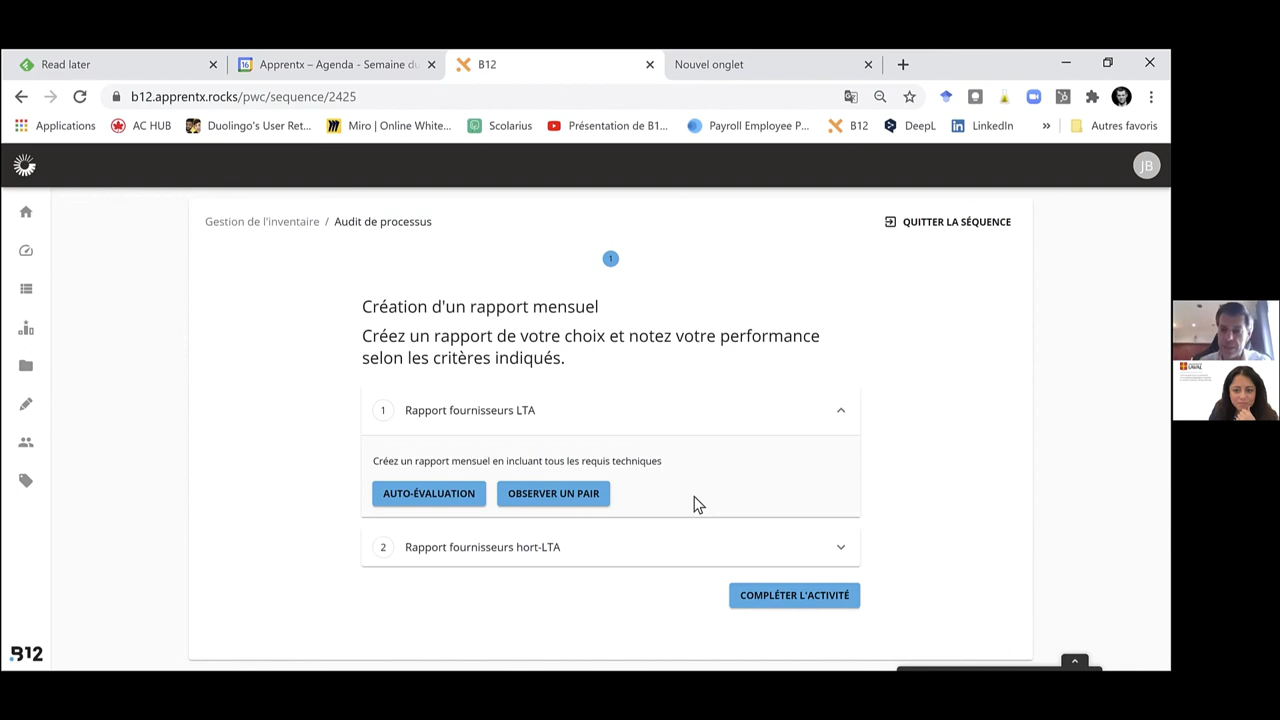 Read later
16
Apprentx – Agenda - Semaine du
B12
Nouvel onglet
b12.apprentx.rocks/pwc/sequence/2425
Applications
AC HUB
Duolingo's User Ret...
Miro | Online White...
Scolarius
Présentation de B1...
Payroll Employee P...
B12
DeepL
LinkedIn
»
Autres favoris
JB
Gestion de l'inventaire / Audit de processus
QUITTER LA SÉQUENCE
1
Création d'un rapport mensuel
Créez un rapport de votre choix et notez votre performance
selon les critères indiqués.
1 Rapport fournisseurs LTA
Créez un rapport mensuel en incluant tous les requis techniques
AUTO-ÉVALUATION
OBSERVER UN PAIR
2 Rapport fournisseurs hort-LTA
COMPLÉTER L'ACTIVITÉ
B12
LAVAL